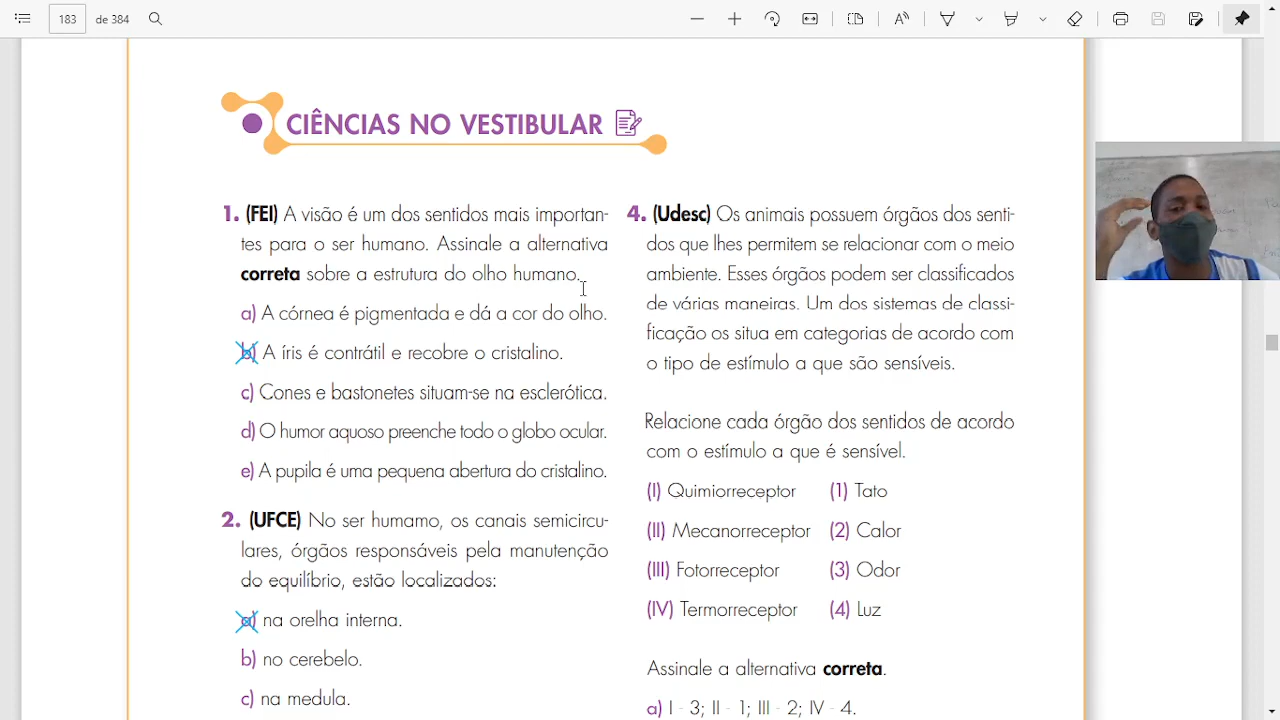 183 de 384
CIÊNCIAS NO VESTIBULAR
1. (FEI) A visão é um dos sentidos mais importan-
tes para o ser humano. Assinale a alternativa
correta sobre a estrutura do olho humano.
a) A córnea é pigmentada e dá a cor do olho.
b) A íris é contrátil e recobre o cristalino.
c) Cones e bastonetes situam-se na esclerótica.
d) O humor aquoso preenche todo o globo ocular.
e) A pupila é uma pequena abertura do cristalino.
2. (UFCE) No ser humamo, os canais semicircu-
lares, órgãos responsáveis pela manutenção
do equilíbrio, estão localizados:
a) na orelha interna.
b) no cerebelo.
c) na medula.
4. (Udesc) Os animais possuem órgãos dos senti-
dos que lhes permitem se relacionar com o meio
ambiente. Esses órgãos podem ser classificados
de várias maneiras. Um dos sistemas de classi-
ficação os situa em categorias de acordo com
o tipo de estímulo a que são sensíveis.
Relacione cada órgão dos sentidos de acordo
com o estímulo a que é sensível.
(I) Quimiorreceptor (1) Tato
(II) Mecanorreceptor (2) Calor
(III) Fotorreceptor (3) Odor
(IV) Termorreceptor (4) Luz
Assinale a alternativa correta.
a) I - 3; II - 1; III - 2; IV - 4.